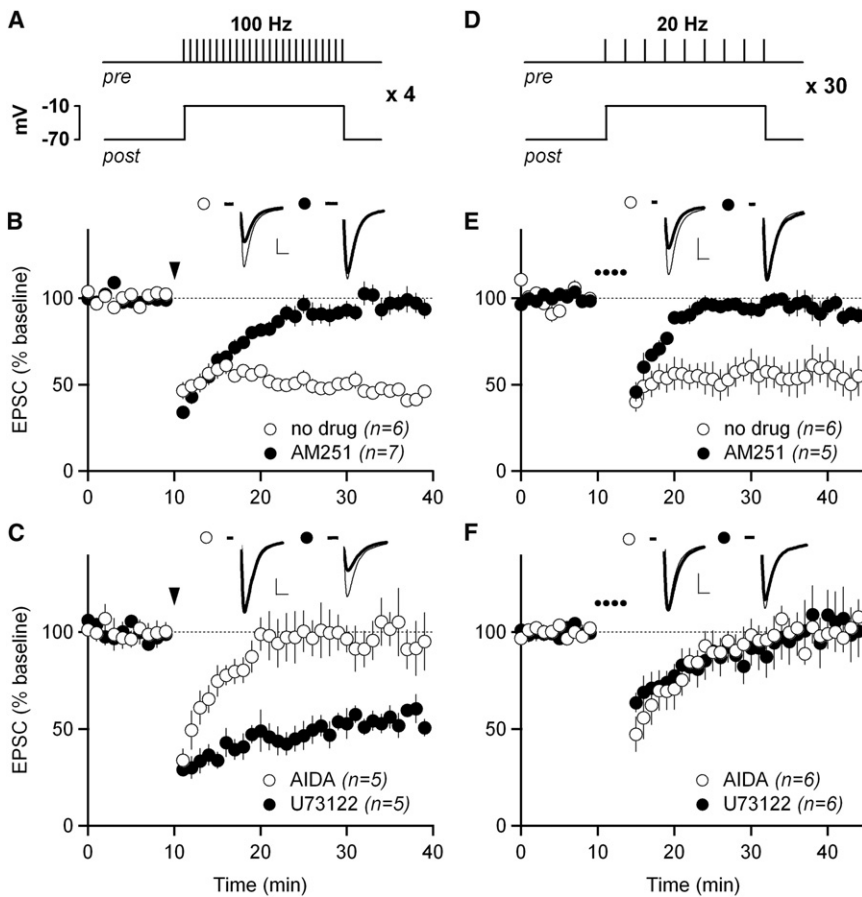 A
100 Hz
pre
x 4
mV
-10
-70
post
D
20 Hz
pre
x 30
post
B
EPSC (% baseline)
100
50
0
no drug (n=6)
AM251 (n=7)
0 10 20 30 40
E
100
50
0
no drug (n=6)
AM251 (n=5)
0 10 20 30 40
C
EPSC (% baseline)
100
50
0
AIDA (n=5)
U73122 (n=5)
0 10 20 30 40
Time (min)
F
100
50
0
AIDA (n=6)
U73122 (n=6)
0 10 20 30 40
Time (min)